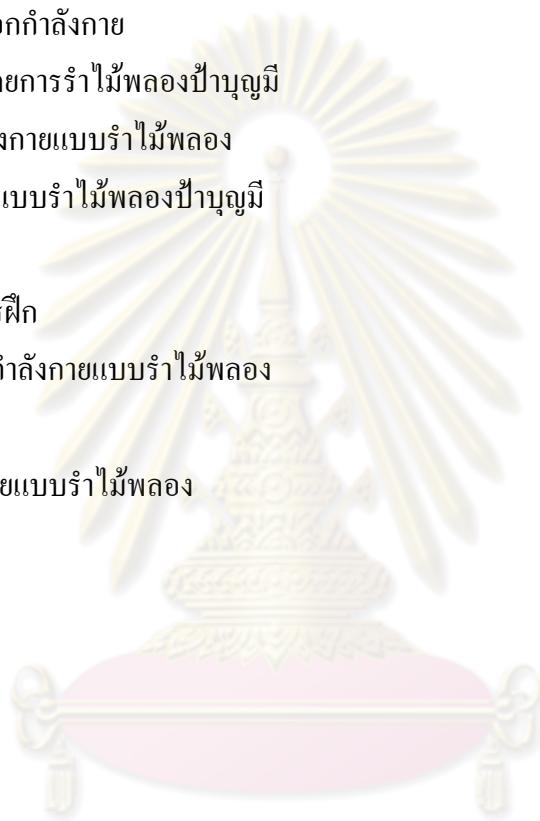 อกกำลังกาย
ยการรำไม้พลองป้าบุญมี
งกายแบบรำไม้พลอง
แบบรำไม้พลองป้าบุญมี
ฝึก
กำลังกายแบบรำไม้พลอง
ยแบบรำไม้พลอง